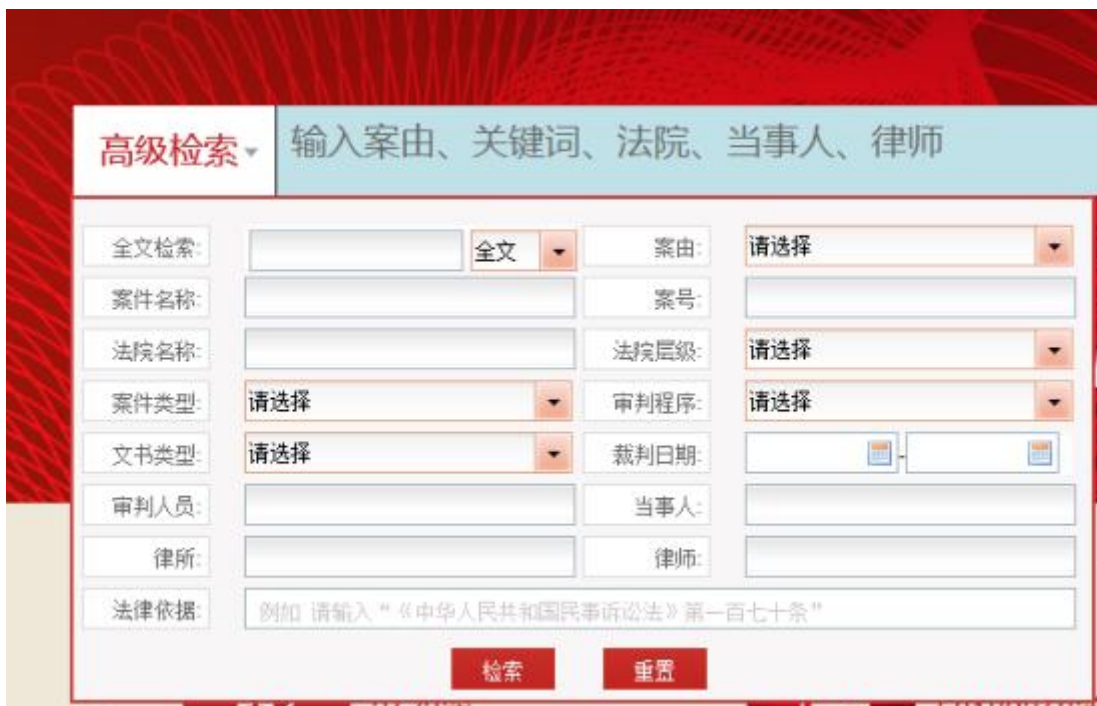 高级检索 输入案由、关键词、法院、当事人、律师
全文检索: 全文 案由: 请选择
案件名称: 案号:
法院名称: 法院层级: 请选择
案件类型: 请选择 审判程序: 请选择
文书类型: 请选择 裁判日期: -
审判人员: 当事人:
律所: 律师:
法律依据: 例如 请输入“《中华人民共和国民事诉讼法》第一百七十条”
检索 重置